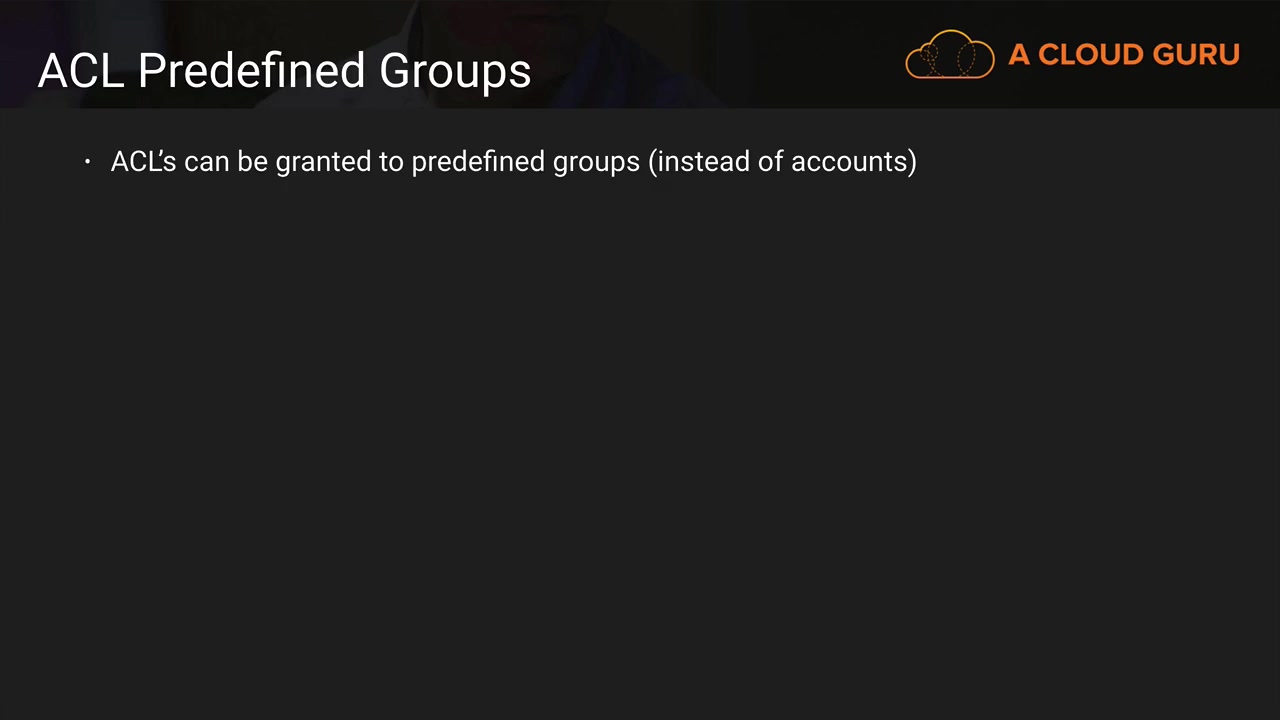 ACL Predefined Groups
A CLOUD GURU
· ACL’s can be granted to predefined groups (instead of accounts)